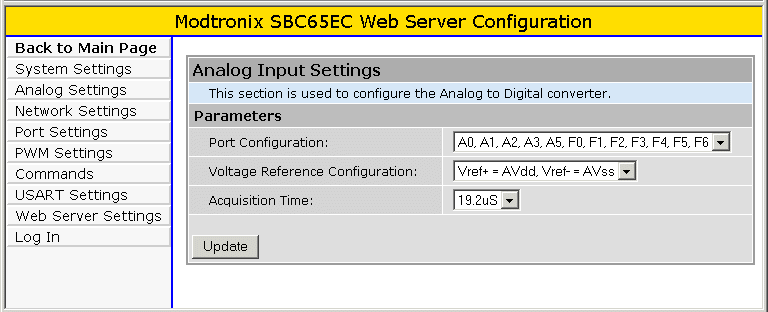 Modtronix SBC65EC Web Server Configuration
Back to Main Page
System Settings
Analog Settings
Network Settings
Port Settings
PWM Settings
Commands
USART Settings
Web Server Settings
Log In
Analog Input Settings
This section is used to configure the Analog to Digital converter.
Parameters
Port Configuration: A0, A1, A2, A3, A5, F0, F1, F2, F3, F4, F5, F6
Voltage Reference Configuration: Vref+ = AVdd, Vref- = AVss
Acquisition Time: 19.2uS
Update